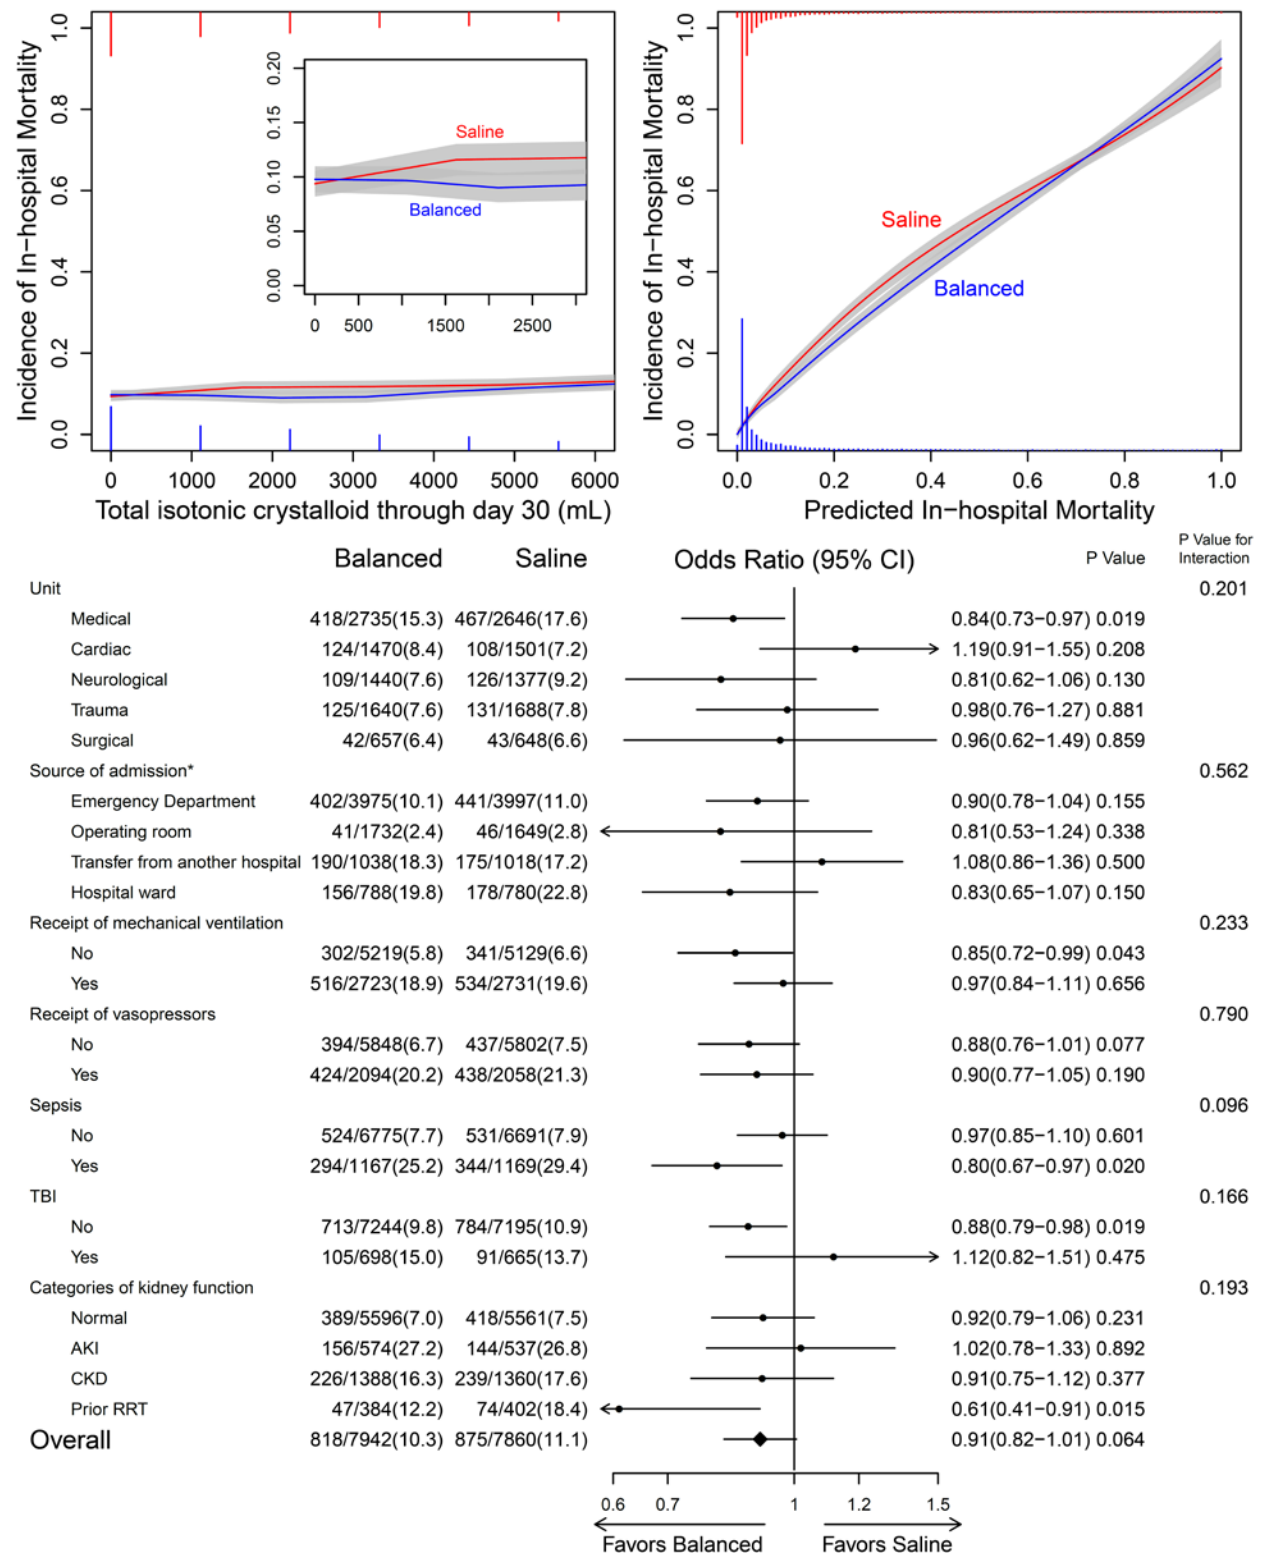 Incidence of In−hospital Mortality
0.0 0.2 0.4 0.6 0.8 1.0
0.00 0.05 0.10 0.15 0.20
Saline
Balanced
0 500 1500 2500
0 1000 2000 3000 4000 5000 6000
Total isotonic crystalloid through day 30 (mL)
Incidence of In−hospital Mortality
0.0 0.2 0.4 0.6 0.8 1.0
Saline
Balanced
0.0 0.2 0.4 0.6 0.8 1.0
Predicted In−hospital Mortality
Balanced Saline Odds Ratio (95% CI) P Value P Value for Interaction
Unit 0.201
Medical 418/2735(15.3) 467/2646(17.6) 0.84(0.73−0.97) 0.019
Cardiac 124/1470(8.4) 108/1501(7.2) 1.19(0.91−1.55) 0.208
Neurological 109/1440(7.6) 126/1377(9.2) 0.81(0.62−1.06) 0.130
Trauma 125/1640(7.6) 131/1688(7.8) 0.98(0.76−1.27) 0.881
Surgical 42/657(6.4) 43/648(6.6) 0.96(0.62−1.49) 0.859
Source of admission* 0.562
Emergency Department 402/3975(10.1) 441/3997(11.0) 0.90(0.78−1.04) 0.155
Operating room 41/1732(2.4) 46/1649(2.8) 0.81(0.53−1.24) 0.338
Transfer from another hospital 190/1038(18.3) 175/1018(17.2) 1.08(0.86−1.36) 0.500
Hospital ward 156/788(19.8) 178/780(22.8) 0.83(0.65−1.07) 0.150
Receipt of mechanical ventilation 0.233
No 302/5219(5.8) 341/5129(6.6) 0.85(0.72−0.99) 0.043
Yes 516/2723(18.9) 534/2731(19.6) 0.97(0.84−1.11) 0.656
Receipt of vasopressors 0.790
No 394/5848(6.7) 437/5802(7.5) 0.88(0.76−1.01) 0.077
Yes 424/2094(20.2) 438/2058(21.3) 0.90(0.77−1.05) 0.190
Sepsis 0.096
No 524/6775(7.7) 531/6691(7.9) 0.97(0.85−1.10) 0.601
Yes 294/1167(25.2) 344/1169(29.4) 0.80(0.67−0.97) 0.020
TBI 0.166
No 713/7244(9.8) 784/7195(10.9) 0.88(0.79−0.98) 0.019
Yes 105/698(15.0) 91/665(13.7) 1.12(0.82−1.51) 0.475
Categories of kidney function 0.193
Normal 389/5596(7.0) 418/5561(7.5) 0.92(0.79−1.06) 0.231
AKI 156/574(27.2) 144/537(26.8) 1.02(0.78−1.33) 0.892
CKD 226/1388(16.3) 239/1360(17.6) 0.91(0.75−1.12) 0.377
Prior RRT 47/384(12.2) 74/402(18.4) 0.61(0.41−0.91) 0.015
Overall 818/7942(10.3) 875/7860(11.1) 0.91(0.82−1.01) 0.064
0.6 0.7 1 1.2 1.5
Favors Balanced Favors Saline